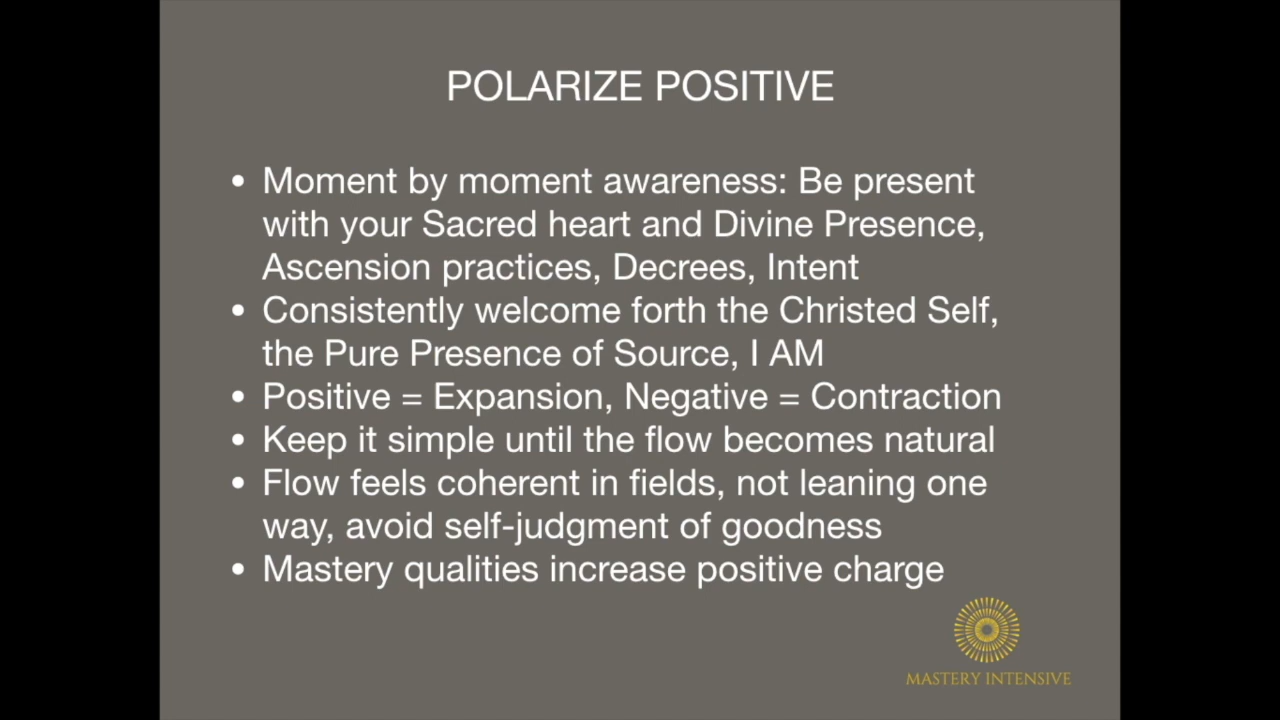 POLARIZE POSITIVE
• Moment by moment awareness: Be present
with your Sacred heart and Divine Presence,
Ascension practices, Decrees, Intent
• Consistently welcome forth the Christed Self,
the Pure Presence of Source, I AM
• Positive = Expansion, Negative = Contraction
• Keep it simple until the flow becomes natural
• Flow feels coherent in fields, not leaning one
way, avoid self-judgment of goodness
• Mastery qualities increase positive charge
MASTERY INTENSIVE